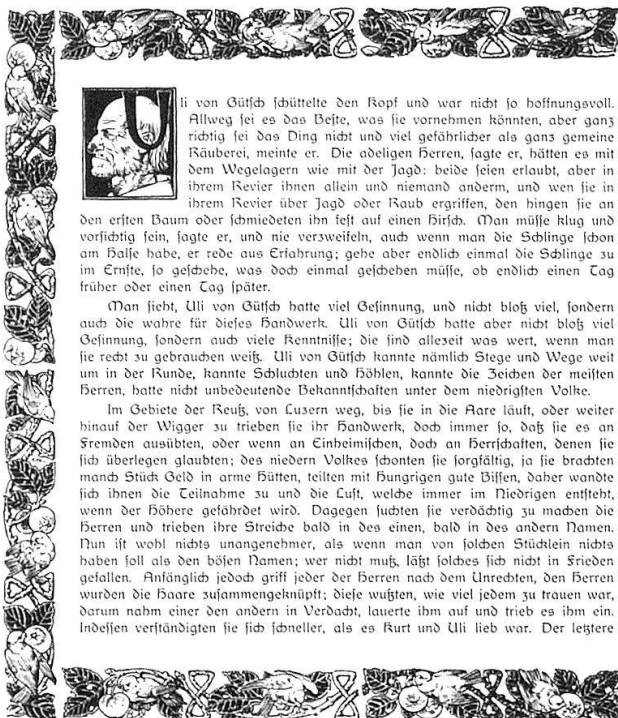 Uli von Gütsch schüttelte den Kopf und war nicht so hoffnungsvoll.
Allweg sei es das Beste, was sie vornehmen könnten, aber ganz
richtig sei das Ding nicht und viel gefährlicher als ganz gemeine
Räuberei, meinte er. Die adeligen Herren, sagte er, hätten es mit
dem Wegelagern wie mit der Jagd: beide seien erlaubt, aber in
ihrem Revier ihnen allein und niemand anderm, und wen sie in
ihrem Revier über Jagd oder Raub ergriffen, den hingen sie an
den ersten Baum oder schmiedeten ihn fest auf einen Hirsch. Man müsse klug und
vorsichtig sein, sagte er, und nie verzweifeln, auch wenn man die Schlinge schon
am Halse habe, er rede aus Erfahrung; gehe aber endlich einmal die Schlinge zu
im Ernste, so geschehe, was doch einmal geschehen müsse, ob endlich einen Tag
früher oder einen Tag später.
Man sieht, Uli von Gütsch hatte viel Gesinnung, und nicht bloß viel, sondern
auch die wahre für dieses Handwerk. Uli von Gütsch hatte aber nicht bloß viel
Gesinnung, sondern auch viele Kenntnisse; die sind allezeit was wert, wenn man
sie recht zu gebrauchen weiß. Uli von Gütsch kannte nämlich Stege und Wege weit
um in der Runde, kannte Schluchten und Höhlen, kannte die Zeichen der meisten
Herren, hatte nicht unbedeutende Bekanntschaften unter dem niedrigsten Volke.
Im Gebiete der Reuß, von Luzern weg, bis sie in die Aare läuft, oder weiter
hinauf der Wigger zu trieben sie ihr Handwerk, doch immer so, daß sie es an
Fremden ausübten, oder wenn an Einheimischen, doch an Herrschaften, denen sie
sich überlegen glaubten; des niedern Volkes schonten sie sorgfältig, ja sie brachten
manch Stück Geld in arme Hütten, teilten mit Hungrigen gute Bissen, daher wandte
sich ihnen die Teilnahme zu und die Lust, welche immer im Niedrigen entsteht,
wenn der Höhere gefährdet wird. Dagegen suchten sie verdächtig zu machen die
Herren und trieben ihre Streiche bald in des einen, bald in des andern Namen.
Nun ist wohl nichts unangenehmer, als wenn man von solchen Stücklein nichts
haben soll als den bösen Namen; wer nicht muß, läßt solches sich nicht in Frieden
gefallen. Anfänglich jedoch griff jeder der Herren nach dem Unrechten, den Herren
wurden die Haare zusammengeknüpft; diese wußten, wie viel jedem zu trauen war,
darum nahm einer den andern in Verdacht, lauerte ihm auf und trieb es ihm ein.
Indessen verständigten sie sich schneller, als es Kurt und Uli lieb war. Der letztere